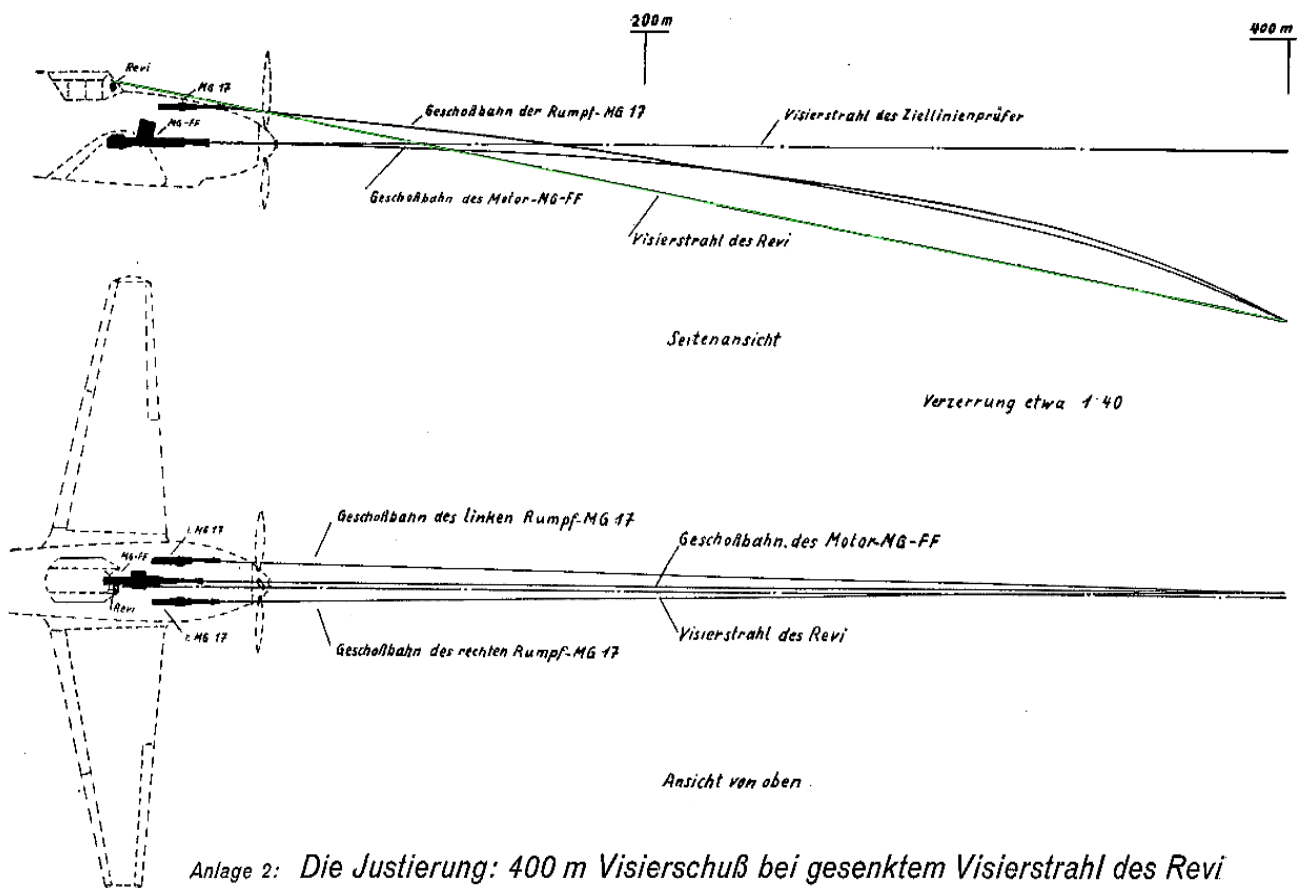 200 m
400 m
Revi
MG 17
MG-FF
Geschoßbahn der Rumpf-MG 17
Visierstrahl des Ziellinienprüfer
Geschoßbahn des Motor-MG-FF
Visierstrahl des Revi
Seitenansicht
Verzerrung etwa 1:40
l. MG 17
MG-FF
Revi
r. MG 17
Geschoßbahn des linken Rumpf-MG 17
Geschoßbahn des Motor-MG-FF
Visierstrahl des Revi
Geschoßbahn des rechten Rumpf-MG 17
Ansicht von oben
Anlage 2: Die Justierung: 400 m Visierschuß bei gesenktem Visierstrahl des Revi